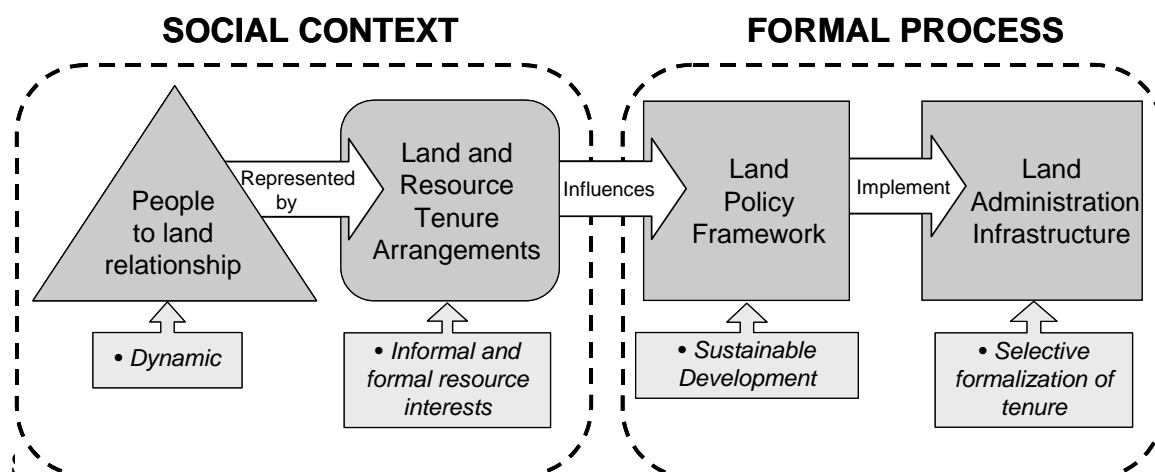 SOCIAL CONTEXT
FORMAL PROCESS
People
to land
relationship
Represented
by
Land and
Resource
Tenure
Arrangements
Influences
Land
Policy
Framework
Implement
Land
Administration
Infrastructure
• Dynamic
• Informal and
formal resource
interests
• Sustainable
Development
• Selective
formalization of
tenure